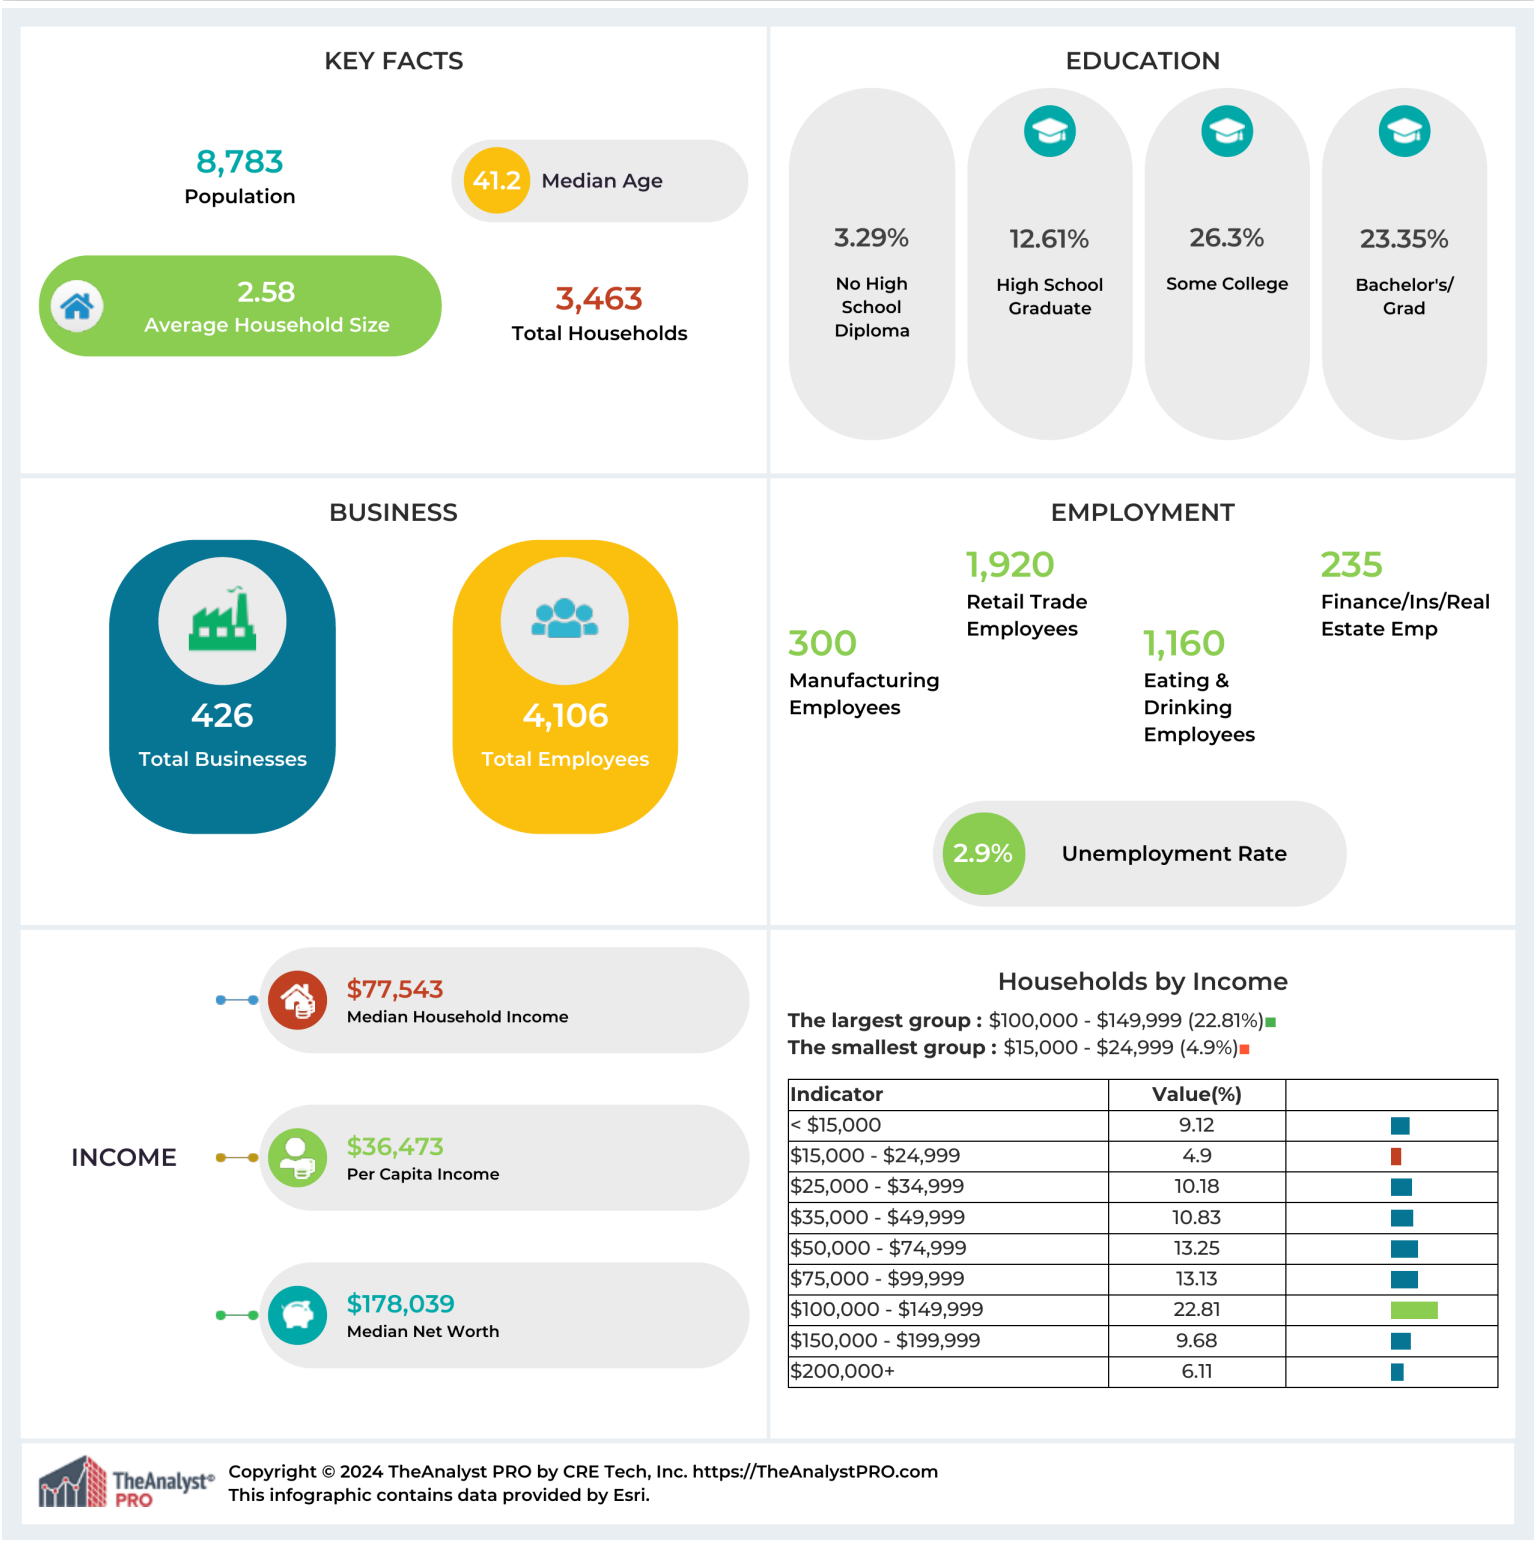 KEY FACTS
8,783
Population
41.2 Median Age
2.58
Average Household Size
3,463
Total Households
EDUCATION
3.29%
No High
School
Diploma
12.61%
High School
Graduate
26.3%
Some College
23.35%
Bachelor's/
Grad
BUSINESS
426
Total Businesses
4,106
Total Employees
EMPLOYMENT
300
Manufacturing
Employees
1,920
Retail Trade
Employees
1,160
Eating &
Drinking
Employees
235
Finance/Ins/Real
Estate Emp
2.9% Unemployment Rate
INCOME
$77,543
Median Household Income
$36,473
Per Capita Income
$178,039
Median Net Worth
Households by Income
The largest group : $100,000 - $149,999 (22.81%)
The smallest group : $15,000 - $24,999 (4.9%)
Indicator Value(%)
< $15,000 9.12
$15,000 - $24,999 4.9
$25,000 - $34,999 10.18
$35,000 - $49,999 10.83
$50,000 - $74,999 13.25
$75,000 - $99,999 13.13
$100,000 - $149,999 22.81
$150,000 - $199,999 9.68
$200,000+ 6.11
TheAnalyst©
PRO
Copyright © 2024 TheAnalyst PRO by CRE Tech, Inc. https://TheAnalystPRO.com
This infographic contains data provided by Esri.